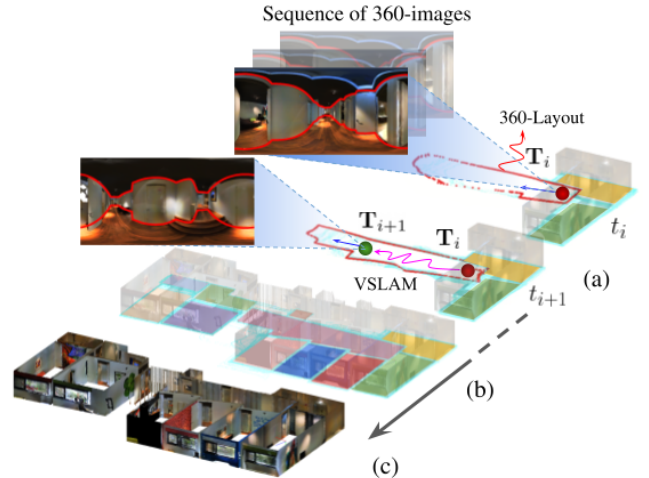 Sequence of 360-images
360-Layout
T_i
t_i
T_{i+1}
T_i
VSLAM
(a)
t_{i+1}
(b)
(c)